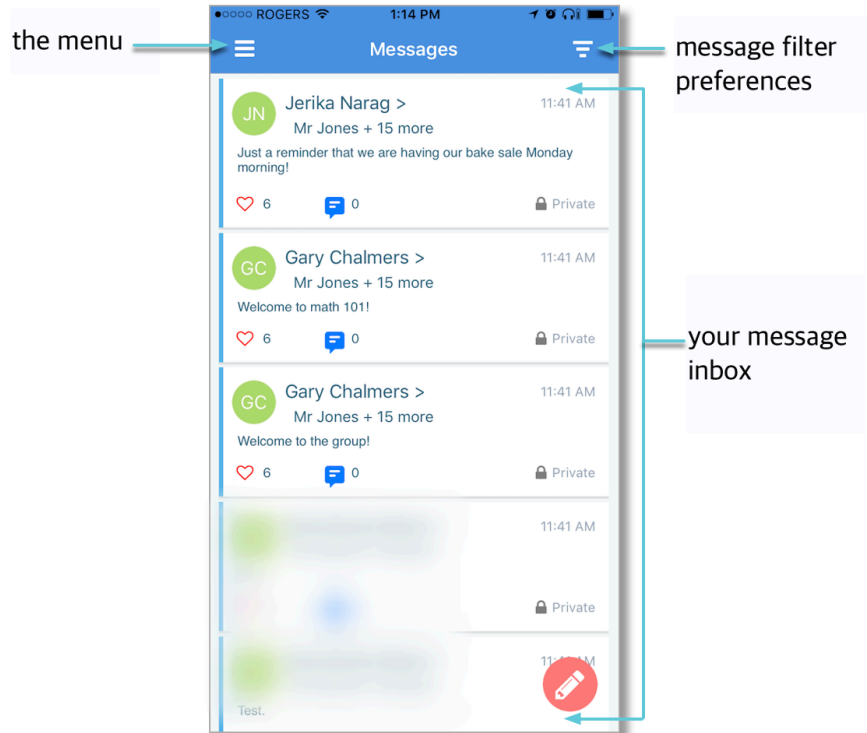 ROGERS 1:14 PM
the menu
Messages
message filter
preferences
JN
Jerika Narag >
11:41 AM
Mr Jones + 15 more
Just a reminder that we are having our bake sale Monday
morning!
6
0
Private
GC
Gary Chalmers >
11:41 AM
Mr Jones + 15 more
Welcome to math 101!
6
0
Private
your message
inbox
GC
Gary Chalmers >
11:41 AM
Mr Jones + 15 more
Welcome to the group!
6
0
Private
11:41 AM
Private
Test.